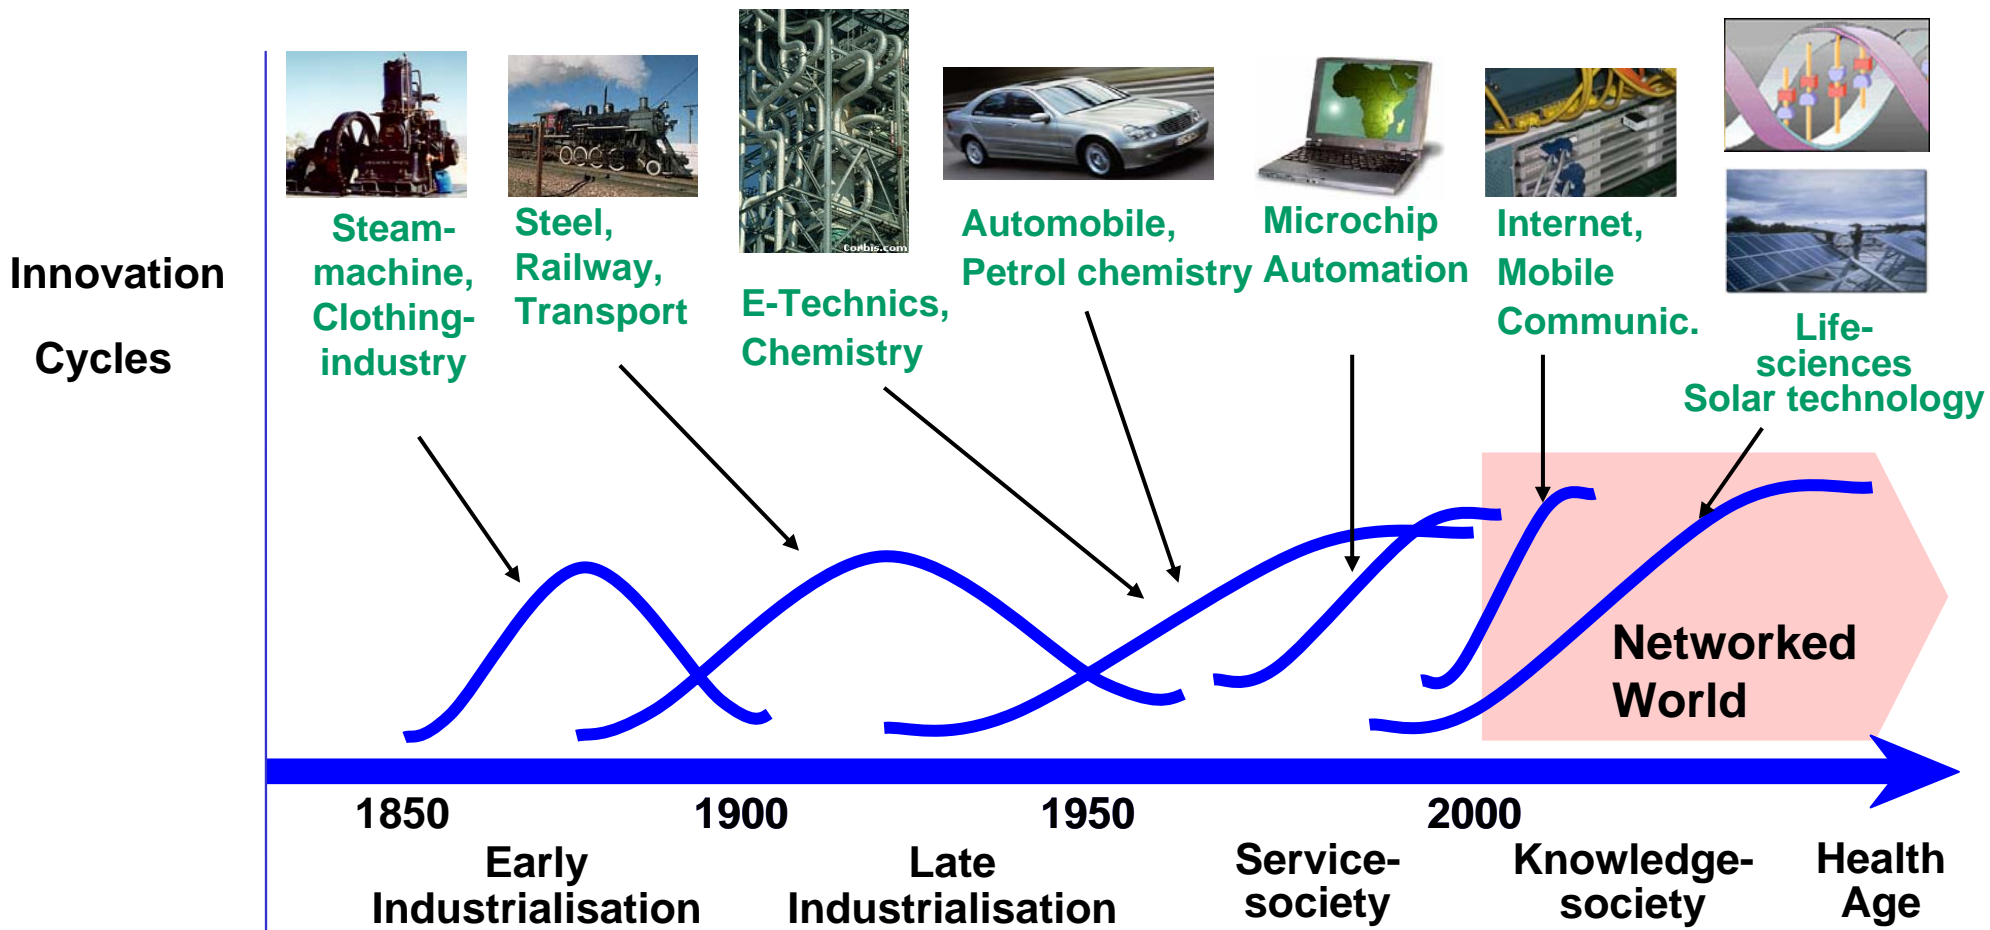 Innovation
Cycles
Steam-
machine,
Clothing-
industry
Steel,
Railway,
Transport
Corbis.com
E-Technics,
Chemistry
Automobile,
Petrol chemistry
Microchip
Automation
Internet,
Mobile
Communic.
Life-
sciences
Solar technology
Networked
World
1850
1900
1950
2000
Early
Industrialisation
Late
Industrialisation
Service-
society
Knowledge-
society
Health
Age